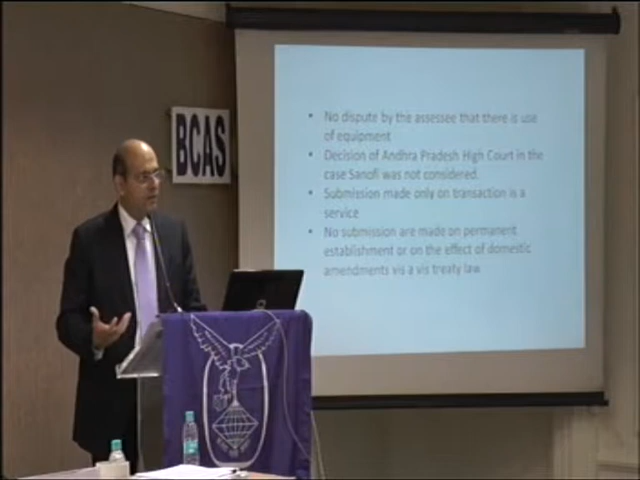 BCAS
• No dispute by the assessee that there is use
of equipment
• Decision of Andhra Pradesh High Court in the
case Sanofi was not considered.
• Submission made only on transaction is a
service
• No submission are made on permanent
establishment or on the effect of domestic
amendments vis a vis treaty law